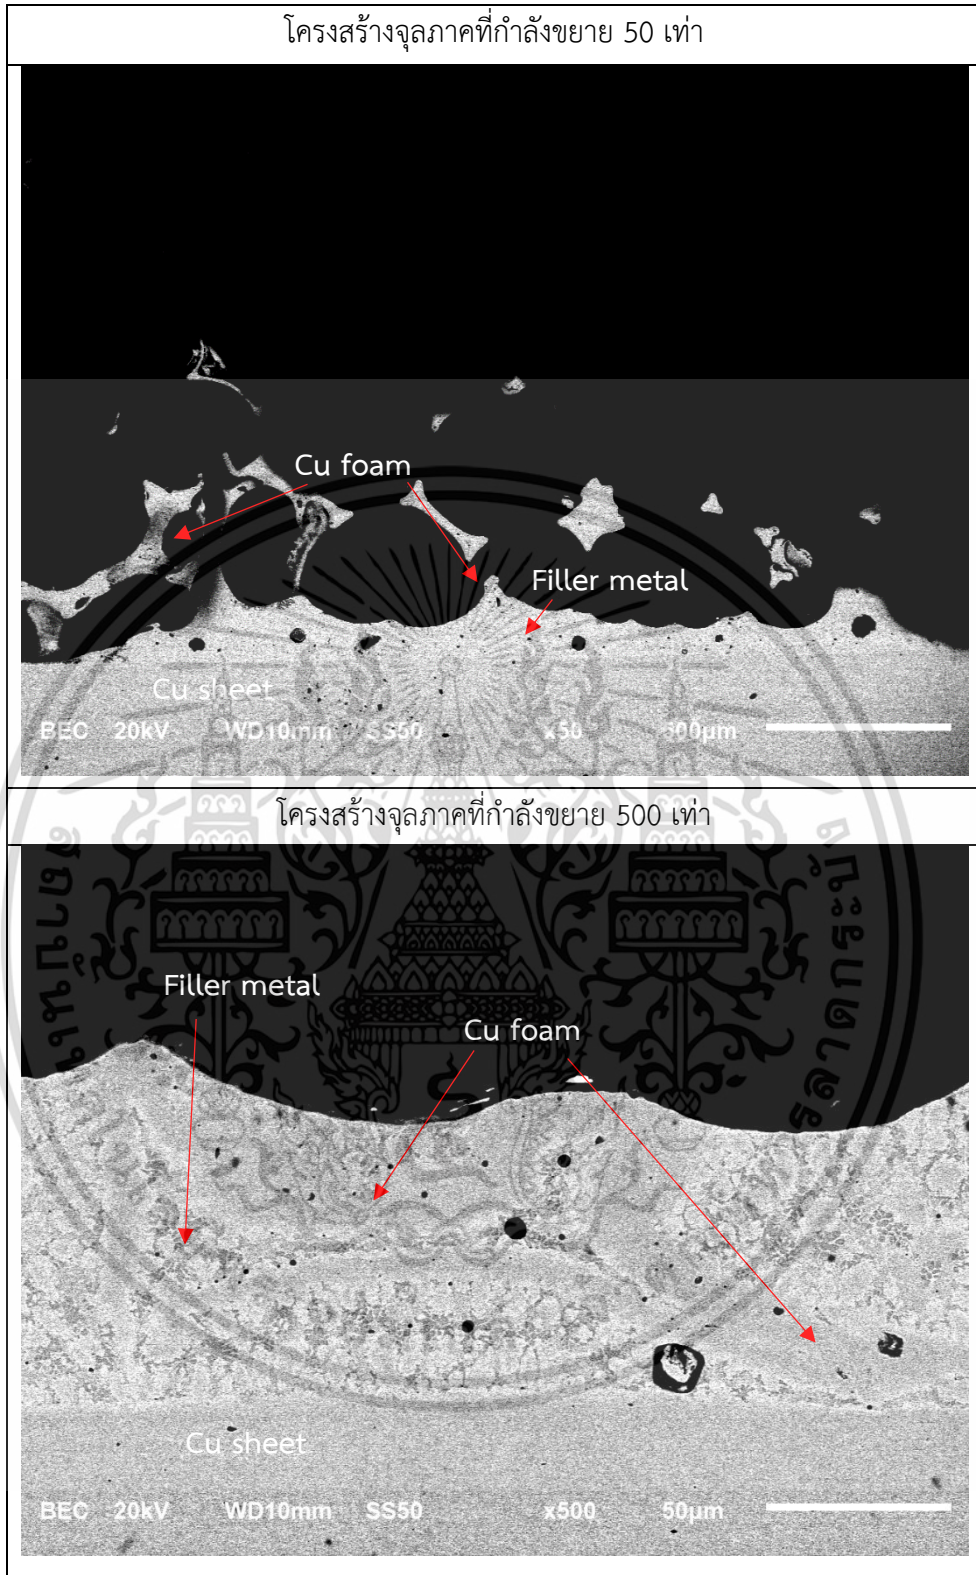 โครงสร้างจุลภาคที่กำลังขยาย 50 เท่า
Cu foam
Filler metal
Cu sheet
BEC 20kV WD10mm SS50 x50 500µm
โครงสร้างจุลภาคที่กำลังขยาย 500 เท่า
Filler metal
Cu foam
Cu sheet
BEC 20kV WD10mm SS50 x500 50µm